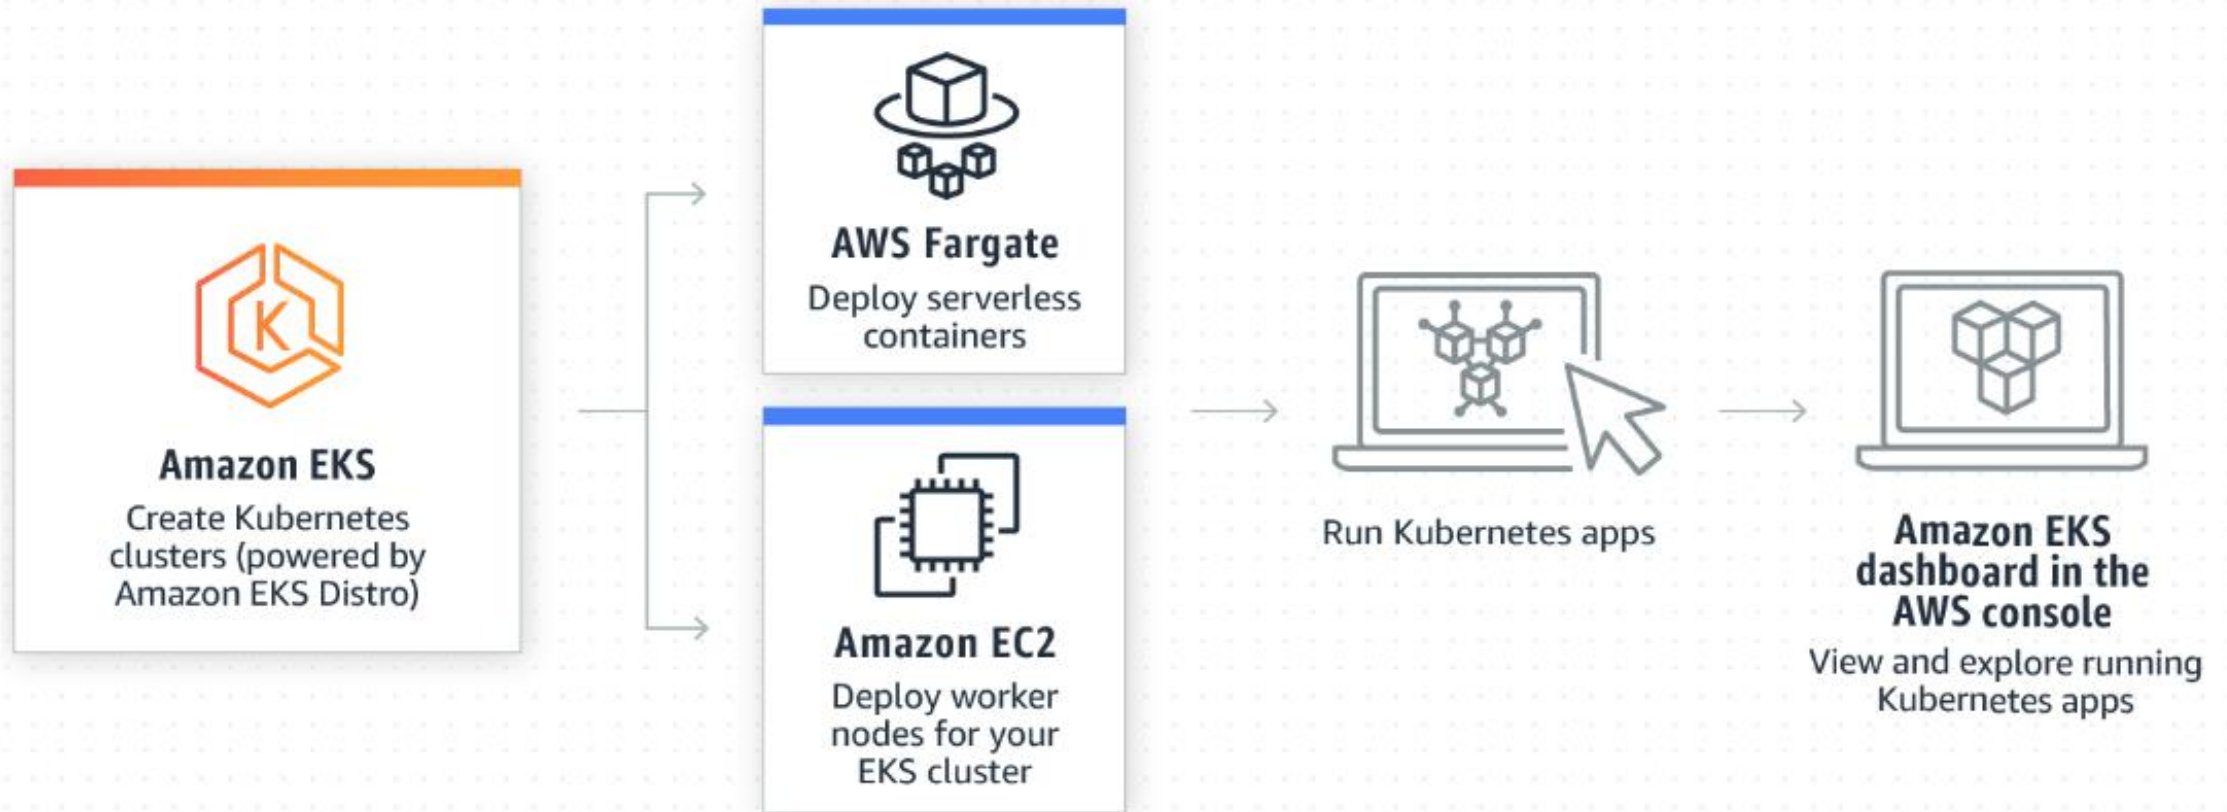 K
Amazon EKS
Create Kubernetes
clusters (powered by
Amazon EKS Distro)
AWS Fargate
Deploy serverless
containers
Amazon EC2
Deploy worker
nodes for your
EKS cluster
Run Kubernetes apps
Amazon EKS
dashboard in the
AWS console
View and explore running
Kubernetes apps